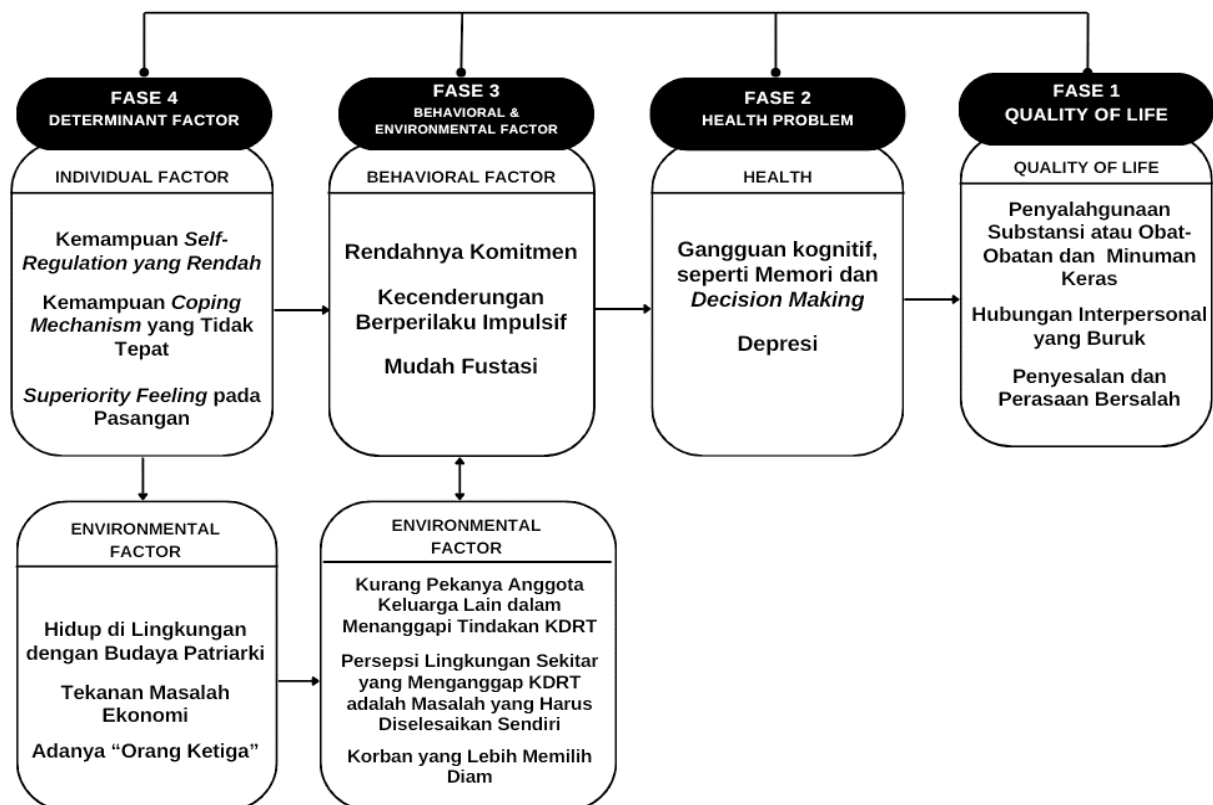 FASE 4
DETERMINANT FACTOR
INDIVIDUAL FACTOR
Kemampuan Self-
Regulation yang Rendah
Kemampuan Coping
Mechanism yang Tidak
Tepat
Superiority Feeling pada
Pasangan
ENVIRONMENTAL
FACTOR
Hidup di Lingkungan
dengan Budaya Patriarki
Tekanan Masalah
Ekonomi
Adanya “Orang Ketiga”
FASE 3
BEHAVIORAL &
ENVIRONMENTAL FACTOR
BEHAVIORAL FACTOR
Rendahnya Komitmen
Kecenderungan
Berperilaku Impulsif
Mudah Fustasi
ENVIRONMENTAL
FACTOR
Kurang Pekanya Anggota
Keluarga Lain dalam
Menanggapi Tindakan KDRT
Persepsi Lingkungan Sekitar
yang Menganggap KDRT
adalah Masalah yang Harus
Diselesaikan Sendiri
Korban yang Lebih Memilih
Diam
FASE 2
HEALTH PROBLEM
HEALTH
Gangguan kognitif,
seperti Memori dan
Decision Making
Depresi
FASE 1
QUALITY OF LIFE
QUALITY OF LIFE
Penyalahgunaan
Substansi atau Obat-
Obatan dan Minuman
Keras
Hubungan Interpersonal
yang Buruk
Penyesalan dan
Perasaan Bersalah